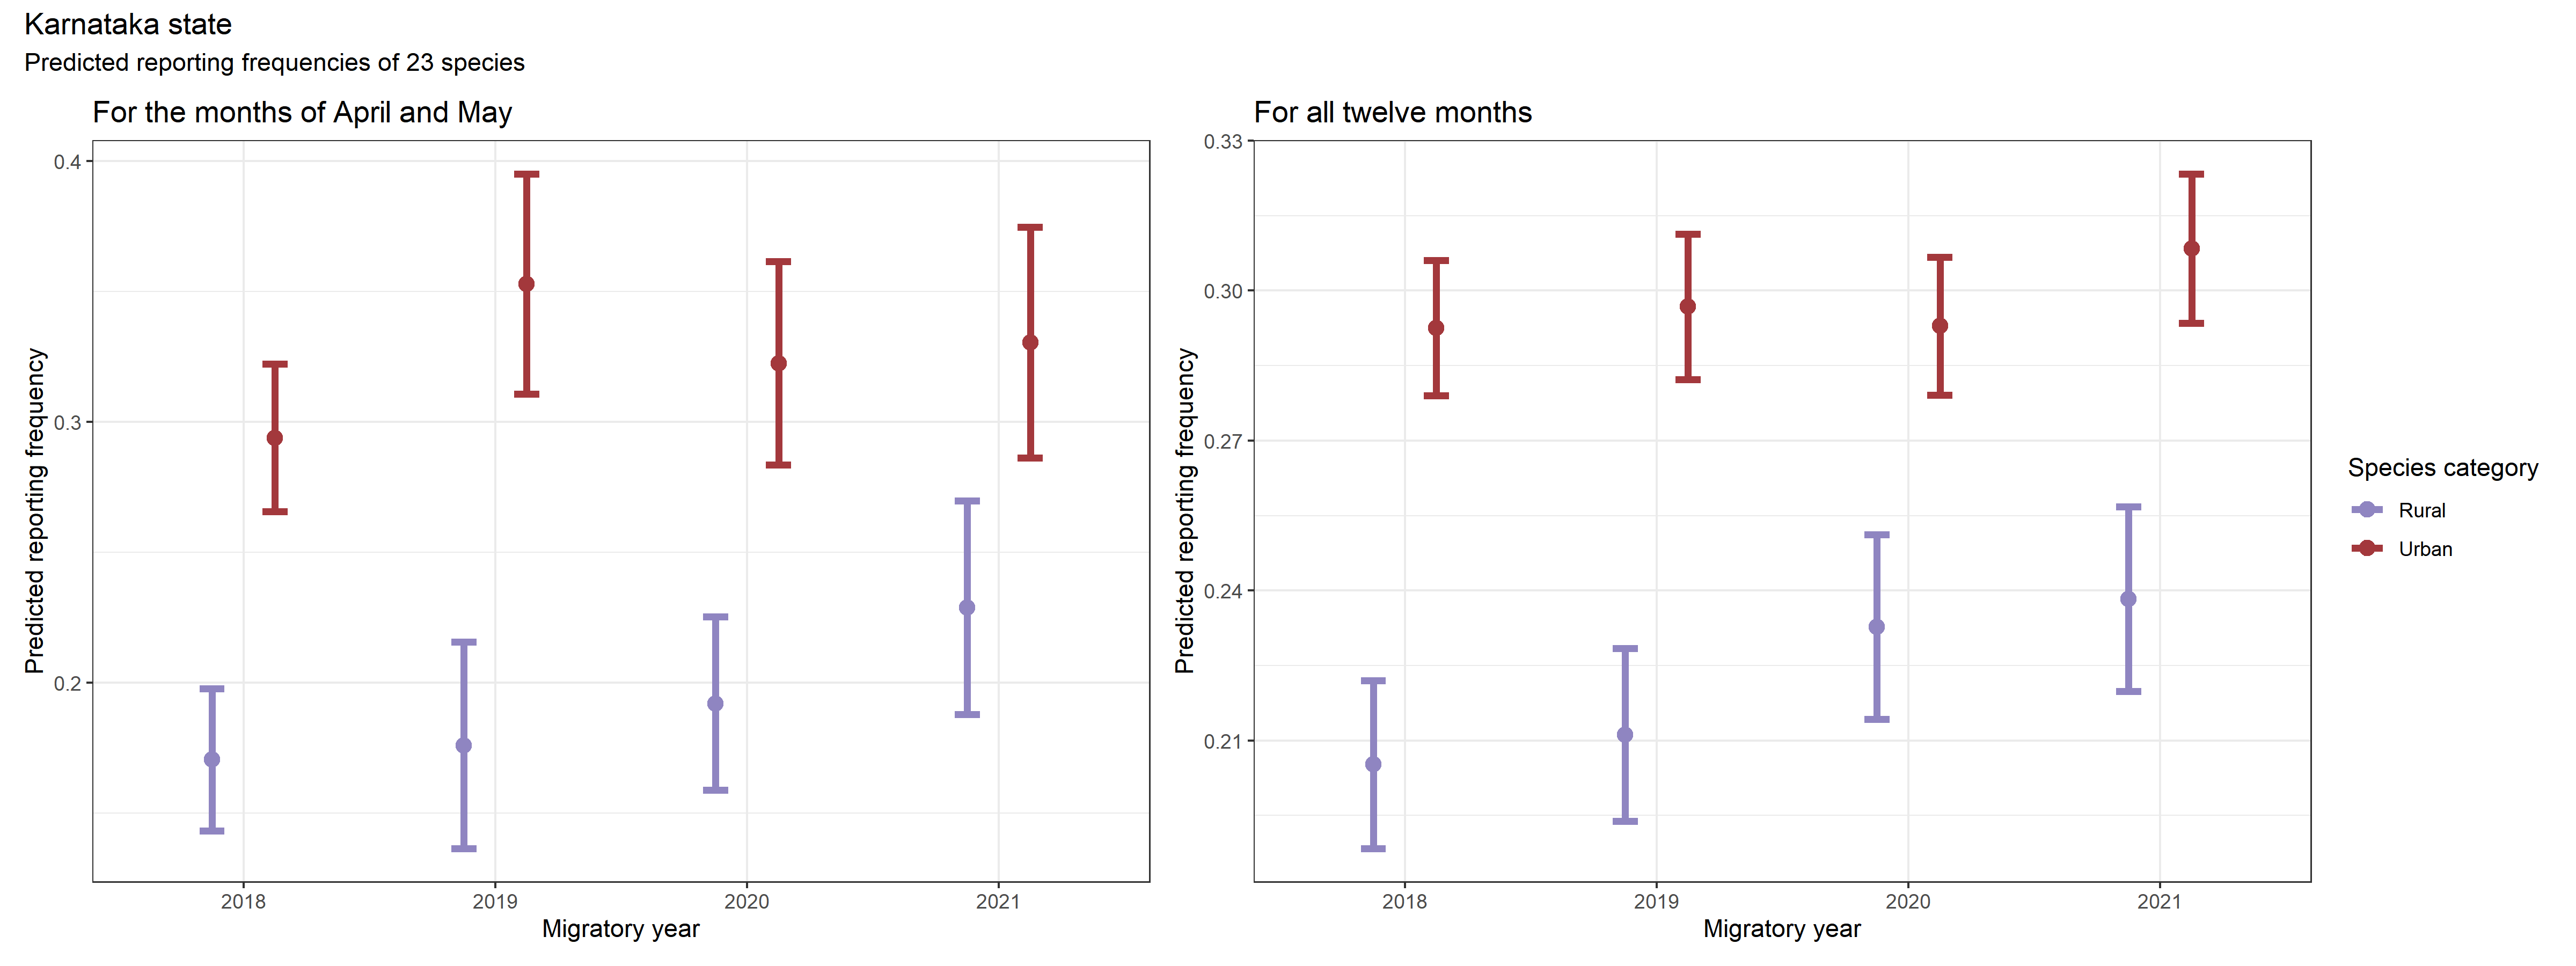 Karnataka state
Predicted reporting frequencies of 23 species
For the months of April and May
Predicted reporting frequency
0.4
0.3
0.2
2018 2019 2020 2021
Migratory year
For all twelve months
Predicted reporting frequency
0.33
0.30
0.27
0.24
0.21
2018 2019 2020 2021
Migratory year
Species category
Rural
Urban